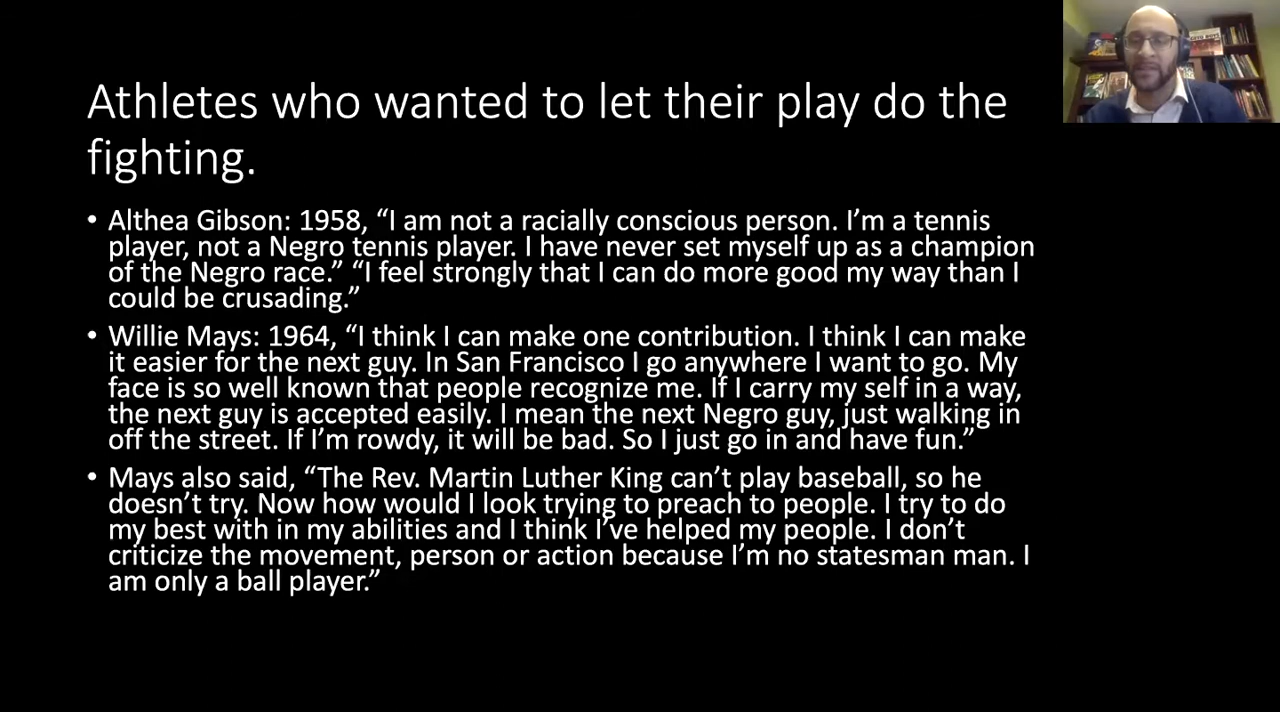 Athletes who wanted to let their play do the
fighting.
• Althea Gibson: 1958, “I am not a racially conscious person. I’m a tennis
player, not a Negro tennis player. I have never set myself up as a champion
of the Negro race.” “I feel strongly that I can do more good my way than I
could be crusading.”
• Willie Mays: 1964, “I think I can make one contribution. I think I can make
it easier for the next guy. In San Francisco I go anywhere I want to go. My
face is so well known that people recognize me. If I carry my self in a way,
the next guy is accepted easily. I mean the next Negro guy, just walking in
off the street. If I’m rowdy, it will be bad. So I just go in and have fun.”
• Mays also said, “The Rev. Martin Luther King can’t play baseball, so he
doesn’t try. Now how would I look trying to preach to people. I try to do
my best with in my abilities and I think I’ve helped my people. I don’t
criticize the movement, person or action because I’m no statesman man. I
am only a ball player.”